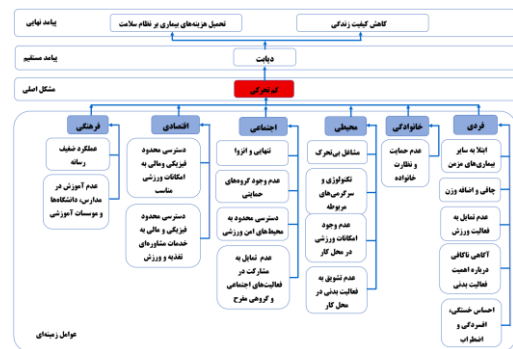 پیامد نهایی
کاهش کیفیت زندگی
تحمیل هزینه‌های بیماری بر نظام سلامت
پیامد مستقیم
دیابت
مشکل اصلی
کم تحرکی
فردی
ابتلا به سایر
بیماری‌های مزمن
چاقی و اضافه وزن
عدم تمایل به
فعالیت ورزش
آگاهی ناکافی
درباره اهمیت
فعالیت بدنی
احساس خستگی،
افسردگی و
اضطراب
خانوادگی
عدم حمایت
و نظارت
خانواده
محیطی
مشاغل بی‌تحرک
تکنولوژی و
سرگرمی‌های
مربوطه
عدم وجود
امکانات ورزشی
در محل کار
عدم تشویق به
فعالیت بدنی در
محل کار
اجتماعی
تنهایی و انزوا
عدم وجود گروه‌های
حمایتی
دسترسی محدود به
محیط‌های امن ورزشی
عدم تمایل به
مشارکت در
فعالیت‌های اجتماعی
و گروهی مفرح
اقتصادی
دسترسی محدود
فیزیکی ومالی به
امکانات ورزشی
مناسب
دسترسی محدود
فیزیکی و مالی به
خدمات مشاوره‌ای
تغذیه و ورزش
فرهنگی
عملکرد ضعیف
رسانه
عدم آموزش در
مدارس، دانشگاه‌ها
و موسسات آموزشی
عوامل زمینه‌ای